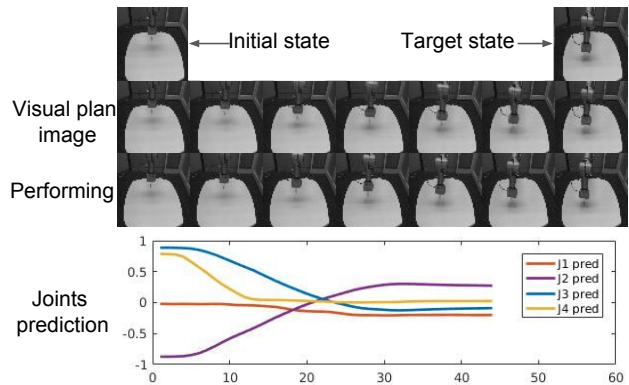 Initial state
Target state
Visual plan
image
Performing
Joints
prediction
1
0.5
0
-0.5
-1
0
10
20
30
40
50
60
J1 pred
J2 pred
J3 pred
J4 pred